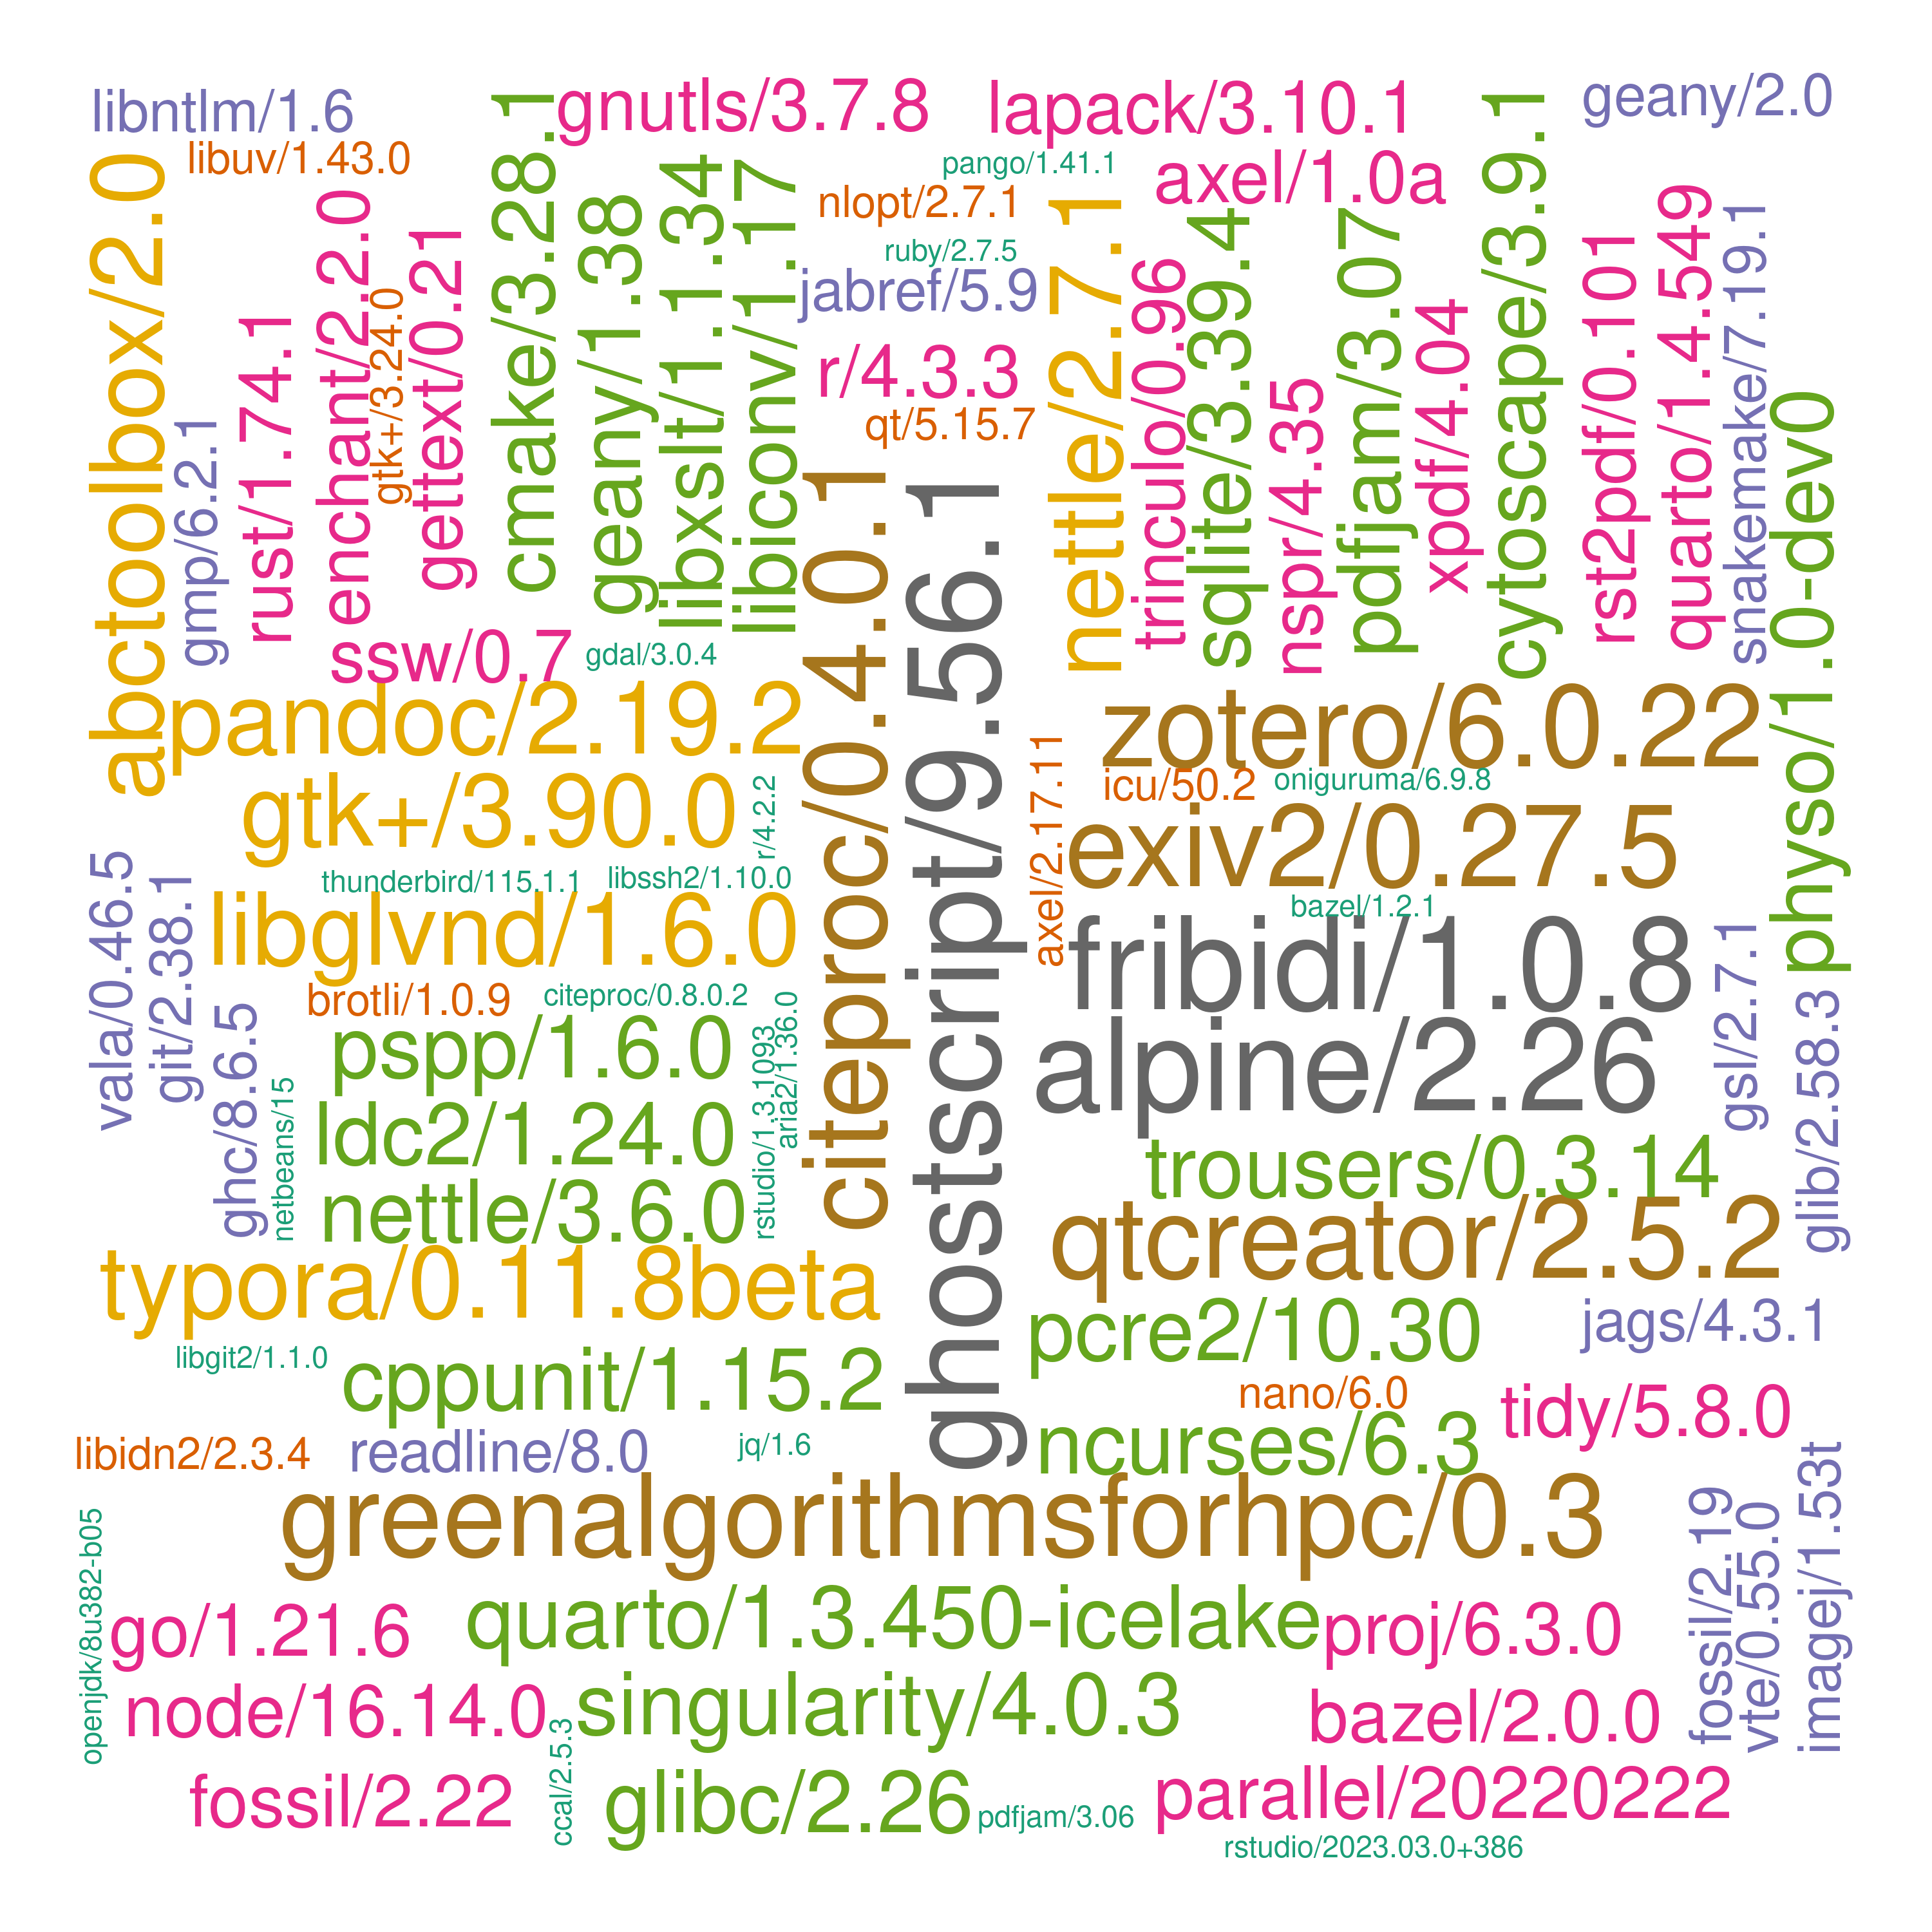 libntlm/1.6
gnutls/3.7.8
lapack/3.10.1
geany/2.0
libuv/1.43.0
pango/1.41.1
axel/1.0a
nlopt/2.7.1
ruby/2.7.5
jabref/5.9
r/4.3.3
qt/5.15.7
abctoolbox/2.0
gmp/6.2.1
rust/1.74.1
enchant/2.2.0
gtk+/3.24.0
gettext/0.21
cmake/3.28.1
geany/1.38
libxslt/1.1.34
libiconv/1.17
nettle/2.7.1
trinculo/0.96
sqlite/3.39.4
nspr/4.35
pdfjam/3.07
xpdf/4.04
cytoscape/3.9.1
rst2pdf/0.101
quarto/1.4.549
snakemake/7.19.1
physo/1.0-dev0
citeproc/0.4.0.1
ghostscript/9.56.1
ssw/0.7
gdal/3.0.4
pandoc/2.19.2
zotero/6.0.22
gtk+/3.90.0
r/4.2.2
axel/2.17.11
icu/50.2
oniguruma/6.9.8
exiv2/0.27.5
thunderbird/115.1.1
libssh2/1.10.0
bazel/1.2.1
vala/0.46.5
git/2.38.1
libglvnd/1.6.0
fribidi/1.0.8
gsl/2.7.1
brotli/1.0.9
citeproc/0.8.0.2
ghc/8.6.5
netbeans/15
pspp/1.6.0
rstudio/1.3.1093
aria2/1.36.0
alpine/2.26
glib/2.58.3
ldc2/1.24.0
trousers/0.3.14
nettle/3.6.0
qtcreator/2.5.2
typora/0.11.8beta
pcre2/10.30
jags/4.3.1
libgit2/1.1.0
cppunit/1.15.2
nano/6.0
tidy/5.8.0
libidn2/2.3.4
readline/8.0
jq/1.6
ncurses/6.3
greenalgorithmsforhpc/0.3
openjdk/8u382-b05
fossil/2.19
vte/0.55.0
imagej/1.53t
go/1.21.6
quarto/1.3.450-icelake
proj/6.3.0
node/16.14.0
ccal/2.5.3
singularity/4.0.3
bazel/2.0.0
fossil/2.22
glibc/2.26
pdfjam/3.06
parallel/20220222
rstudio/2023.03.0+386